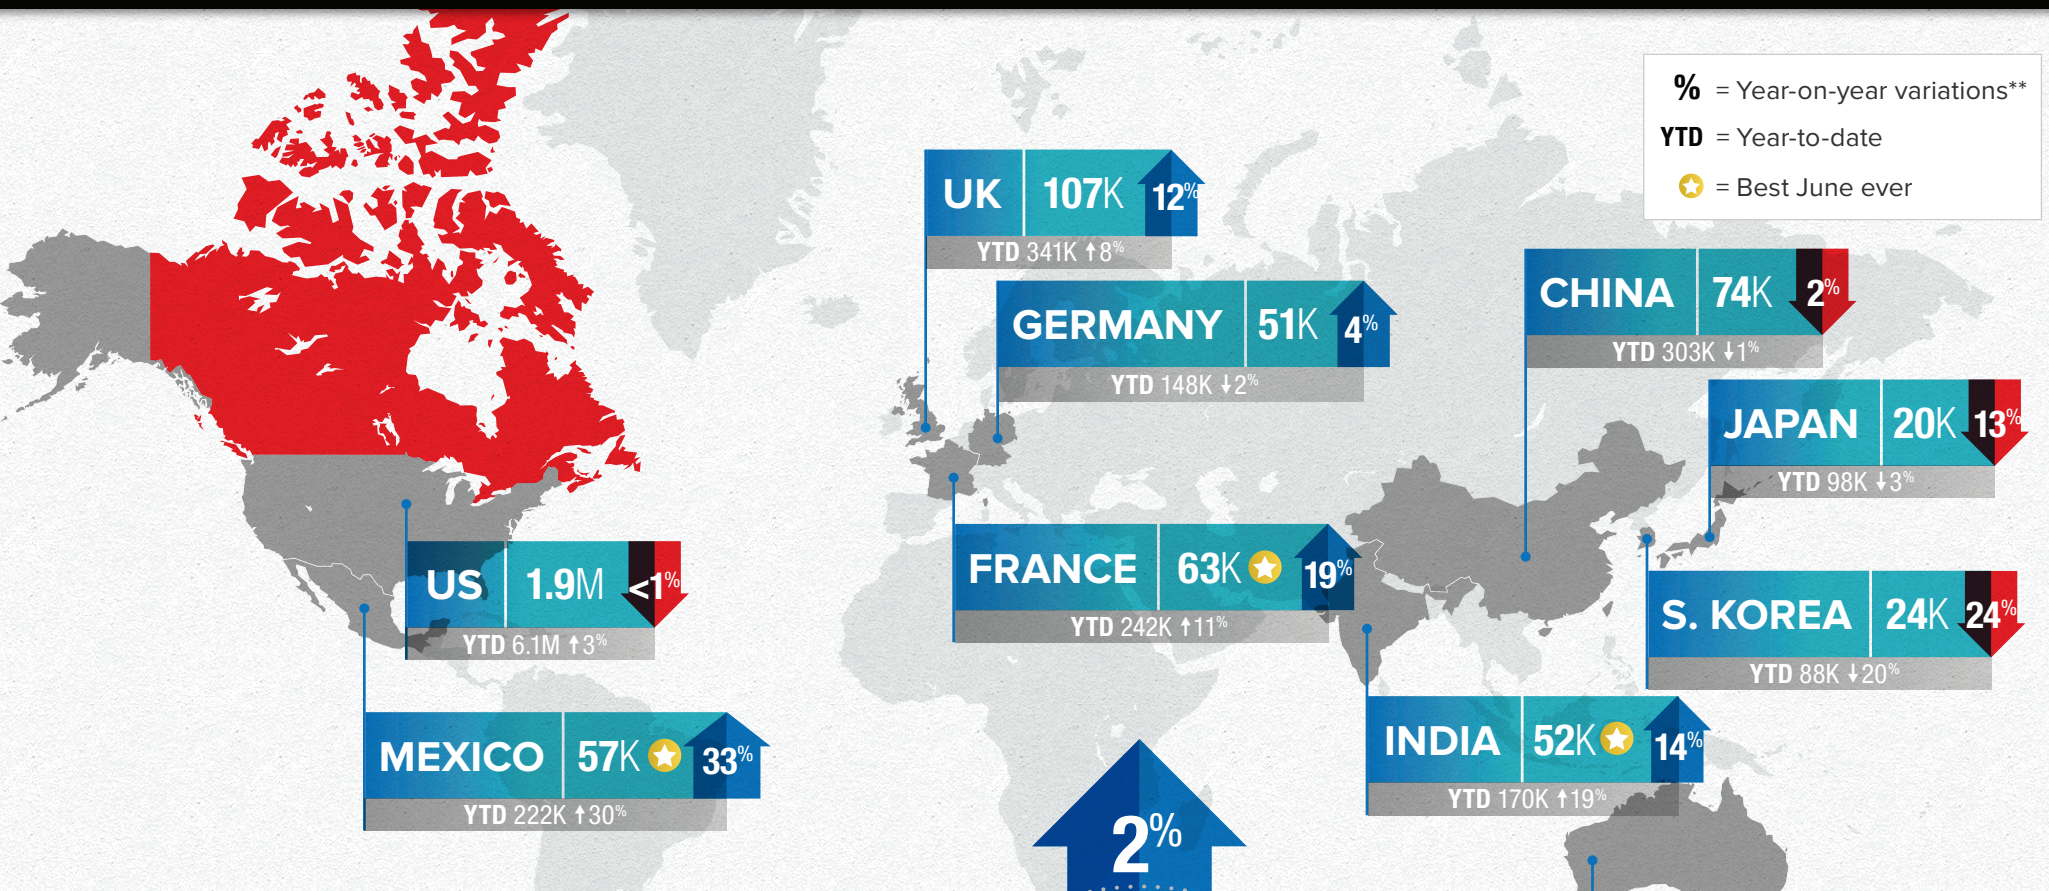 % = Year-on-year variations**
YTD = Year-to-date
= Best June ever
UK 107K 12%
YTD 341K ↑8%
GERMANY 51K 4%
YTD 148K ↓2%
CHINA 74K 2%
YTD 303K ↓1%
JAPAN 20K 13%
YTD 98K ↓3%
US 1.9M <1%
YTD 6.1M ↑3%
FRANCE 63K 19%
YTD 242K ↑11%
S. KOREA 24K 24%
YTD 88K ↓20%
MEXICO 57K 33%
YTD 222K ↑30%
INDIA 52K 14%
YTD 170K ↑19%
2%